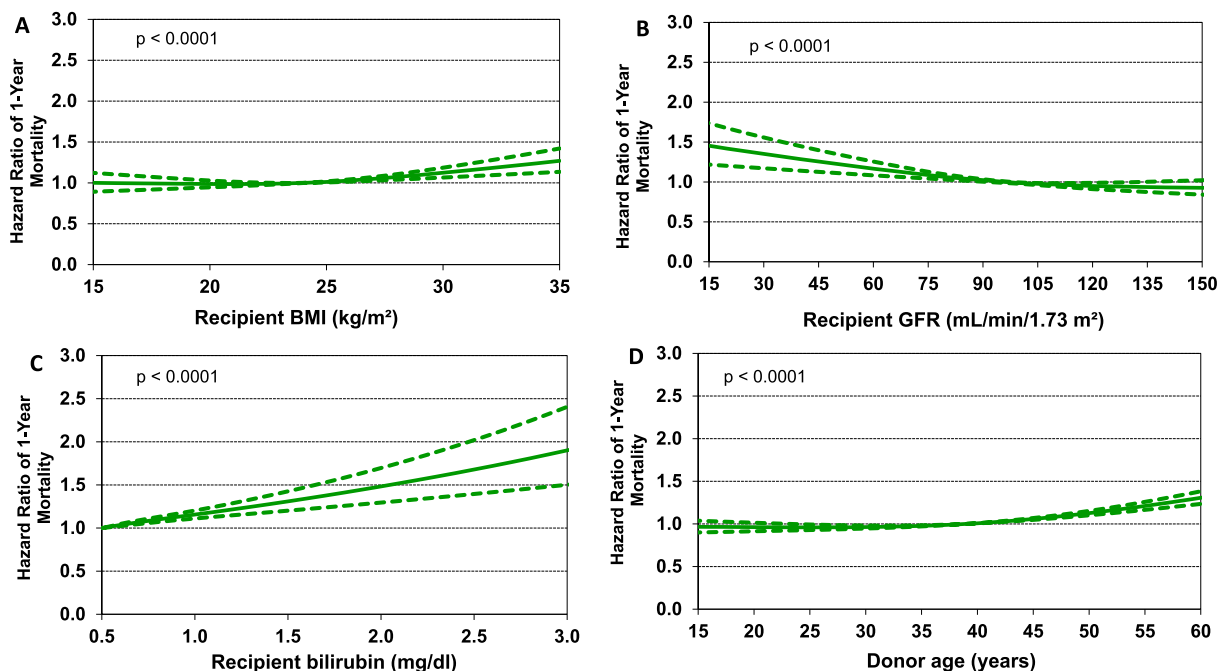 A
p < 0.0001
Hazard Ratio of 1-Year
Mortality
3.0
2.5
2.0
1.5
1.0
0.5
0.0
15 20 25 30 35
Recipient BMI (kg/m²)
B
p < 0.0001
Hazard Ratio of 1-Year
Mortality
3.0
2.5
2.0
1.5
1.0
0.5
0.0
15 30 45 60 75 90 105 120 135 150
Recipient GFR (mL/min/1.73 m²)
C
p < 0.0001
Hazard Ratio of 1-Year
Mortality
3.0
2.5
2.0
1.5
1.0
0.5
0.0
0.5 1.0 1.5 2.0 2.5 3.0
Recipient bilirubin (mg/dl)
D
p < 0.0001
Hazard Ratio of 1-Year
Mortality
3.0
2.5
2.0
1.5
1.0
0.5
0.0
15 20 25 30 35 40 45 50 55 60
Donor age (years)